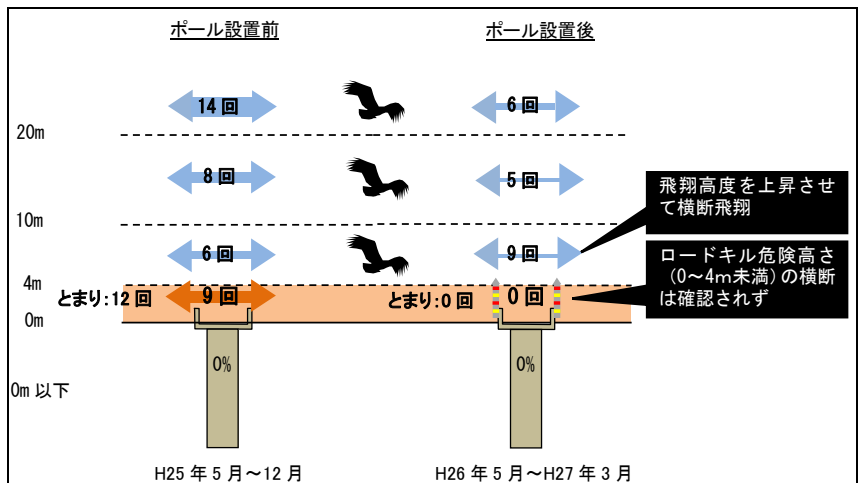 ポール設置前
ポール設置後
14 回
6 回
20m
8 回
5 回
飛翔高度を上昇させ
て横断飛翔
10m
6 回
9 回
ロードキル危険高さ
（0～4m未満）の横断
は確認されず
4m
とまり：12 回
9 回
とまり：0 回
0 回
0m
0%
0%
0m 以下
H25 年 5 月～12 月
H26 年 5 月～H27 年 3 月